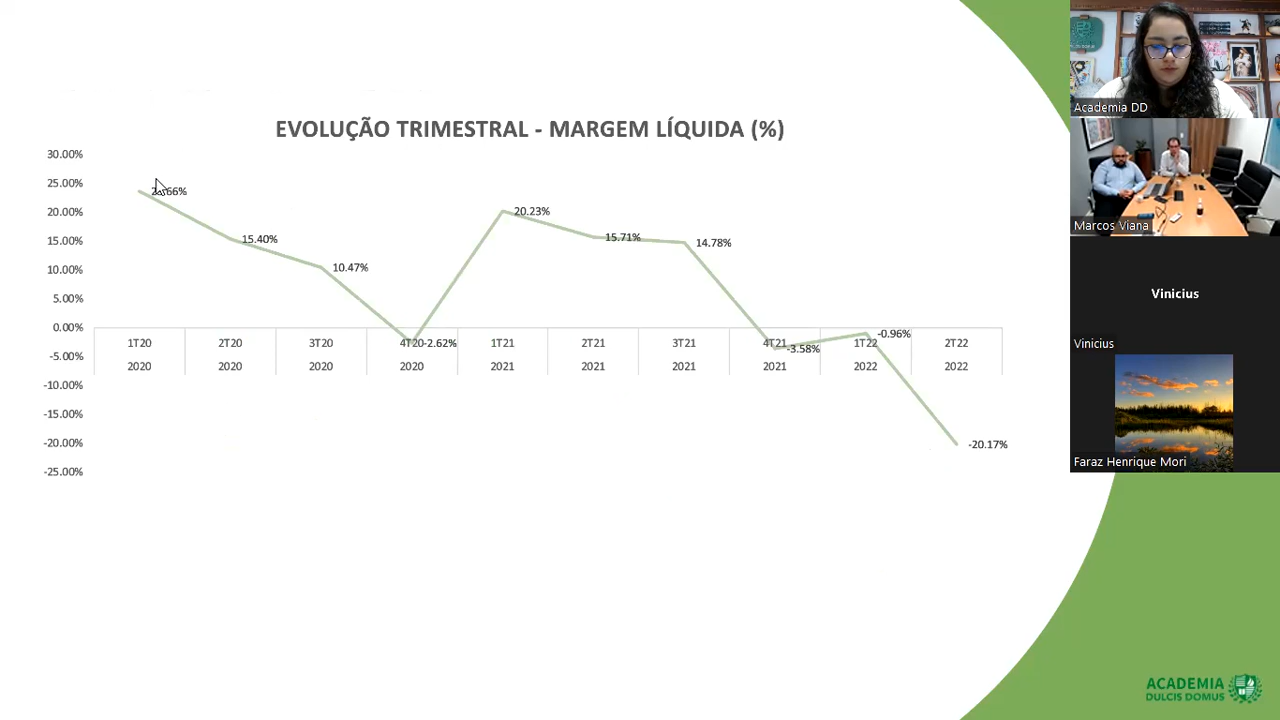 EVOLUÇÃO TRIMESTRAL - MARGEM LÍQUIDA (%)
30.00%
25.00%
20.00%
15.00%
10.00%
5.00%
0.00%
-5.00%
-10.00%
-15.00%
-20.00%
-25.00%
15.40%
10.47%
-2.62%
20.23%
15.71%
14.78%
-3.58%
-0.96%
-20.17%
1T20 2T20 3T20 4T20 1T21 2T21 3T21 4T21 1T22 2T22
2020 2020 2020 2020 2021 2021 2021 2021 2022 2022
Academia DD
Marcos Viana
Vinicius
Vinicius
Faraz Henrique Mori
ACADEMIA
DULCIS DOMUS